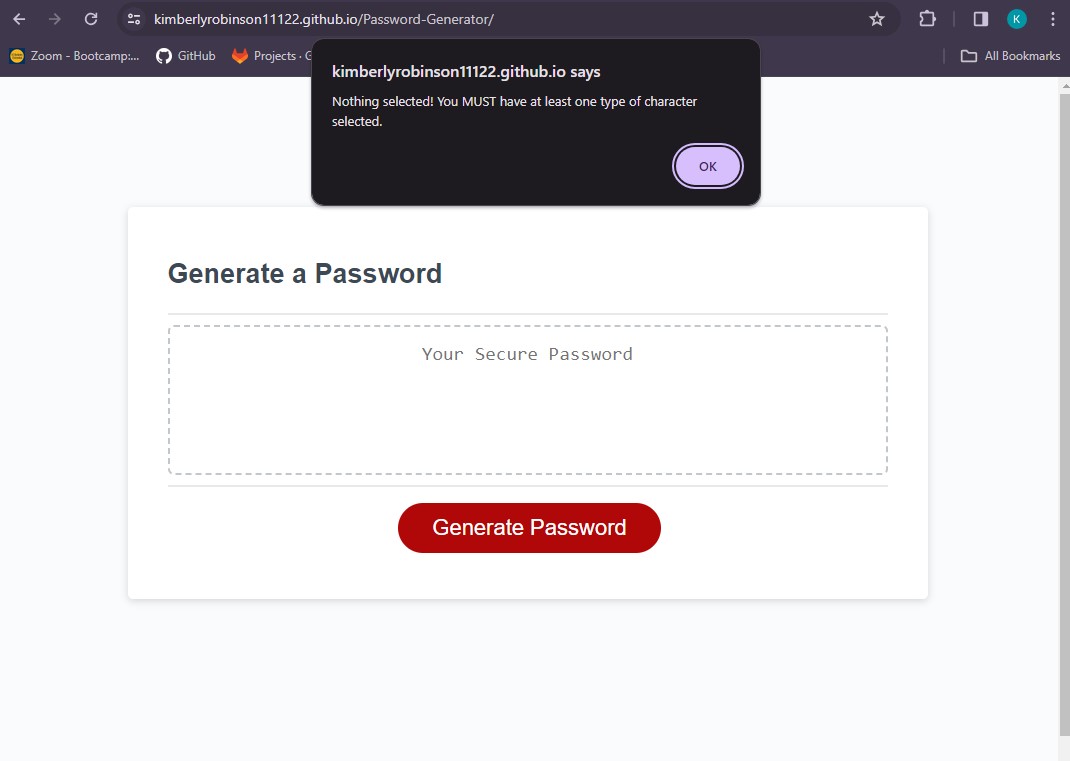 kimberlyrobinson11122.github.io/Password-Generator/
K
Zoom - Bootcamp:...
GitHub
Projects · G
All Bookmarks
kimberlyrobinson11122.github.io says
Nothing selected! You MUST have at least one type of character
selected.
OK
Generate a Password
Your Secure Password
Generate Password